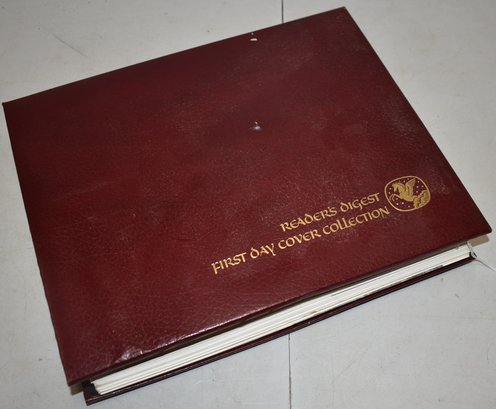 READER'S DIGEST
FIRST DAY COVER COLLECTION